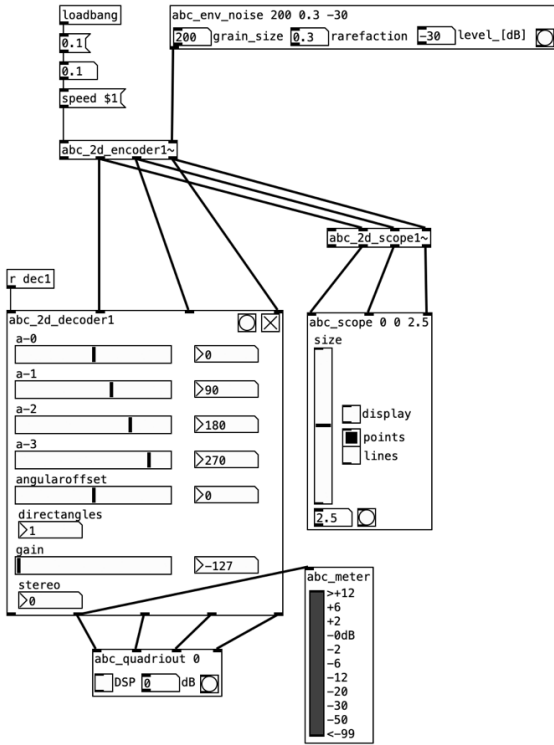 loadbang
0.1
0.1
speed $1
abc_env_noise 200 0.3 -30
200 grain_size 0.3 rarefaction -30 level_[dB]
abc_2d_encoder1~
abc_2d_scope1~
r dec1
abc_2d_decoder1
a-0
0
a-1
90
a-2
180
a-3
270
angularoffset
0
directangles
1
gain
-127
stereo
0
abc_scope 0 0 2.5
size
display
points
lines
2.5
abc_quadriout 0
DSP 0 dB
abc_meter
>+12
+6
+2
-0dB
-2
-6
-12
-20
-30
-50
<-99